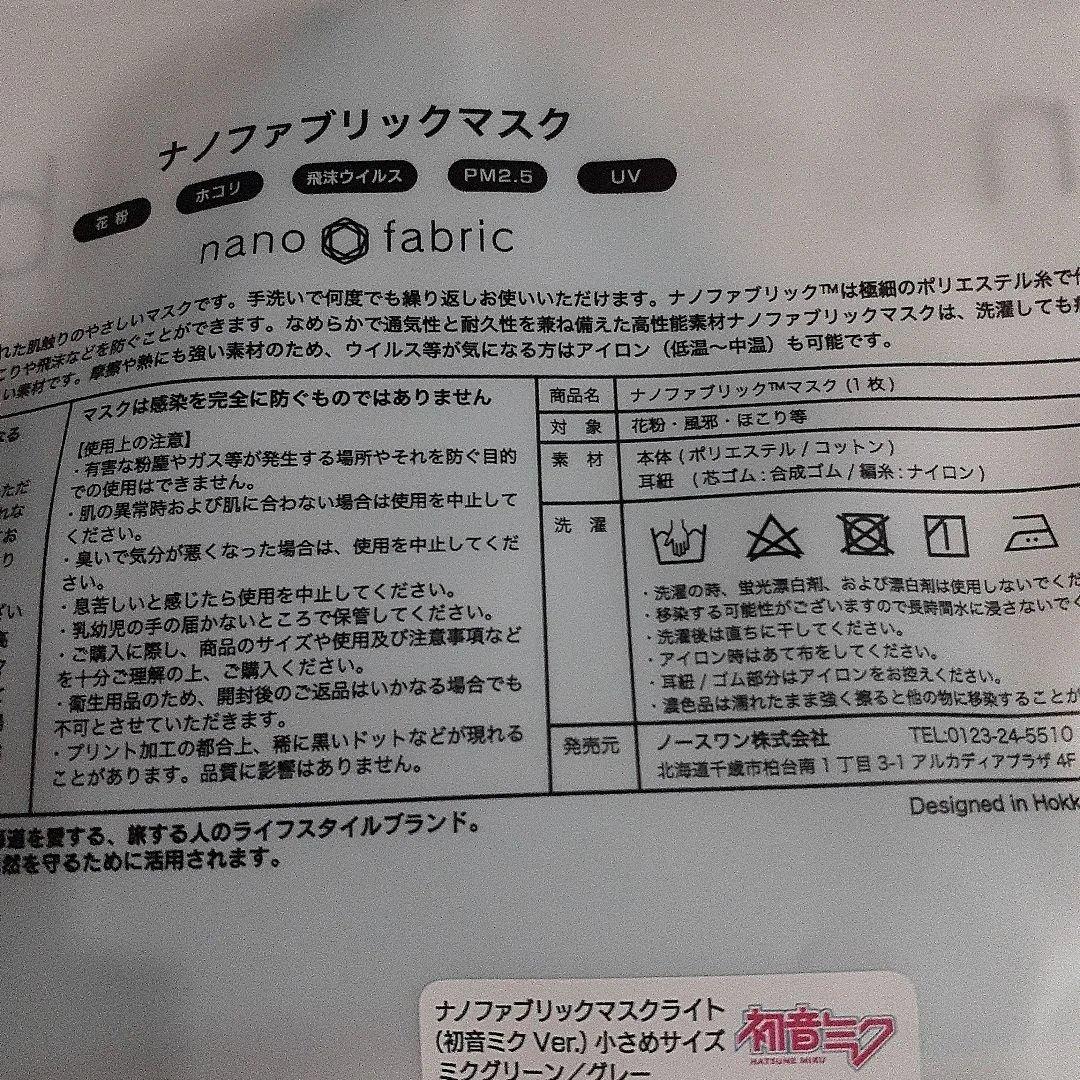 ナノファブリックマスク
花粉 ホコリ 飛沫ウイルス PM2.5 UV
nano fabric
れた肌触りのやさしいマスクです。手洗いで何度でも繰り返しお使いいただけます。ナノファブリック™は極細のポリエステル糸で
こりや飛沫などを防ぐことができます。なめらかで通気性と耐久性を兼ね備えた高性能素材ナノファブリックマスクは、洗濯しても
い素材です。摩擦や熱にも強い素材のため、ウイルス等が気になる方はアイロン（低温〜中温）も可能です。
マスクは感染を完全に防ぐものではありません
【使用上の注意】
・有害な粉塵やガス等が発生する場所やそれを防ぐ目的
での使用はできません。
・肌の異常時および肌に合わない場合は使用を中止して
ください。
・臭いで気分が悪くなった場合は、使用を中止してくだ
さい。
・息苦しいと感じたら使用を中止してください。
・乳幼児の手の届かないところで保管してください。
・ご購入に際し、商品のサイズや使用及び注意事項など
を十分ご理解の上、ご購入ください。
・衛生用品のため、開封後のご返品はいかなる場合でも
不可とさせていただきます。
・プリント加工の都合上、稀に黒いドットなどが現れる
ことがあります。品質に影響はありません。
商品名 ナノファブリック™マスク (1枚)
対 象 花粉・風邪・ほこり等
素 材 本体 (ポリエステル / コットン)
耳紐 (芯ゴム : 合成ゴム / 編糸 : ナイロン)
洗 濯
・洗濯の時、蛍光漂白剤、および漂白剤は使用しないでくだ
・移染する可能性がございますので長時間水に浸さないでく
・洗濯後は直ちに干してください。
・アイロン時はあて布をしてください。
・耳紐 / ゴム部分はアイロンをお控えください。
・濃色品は濡れたまま強く擦ると他の物に移染することが
発売元 ノースワン株式会社 TEL:0123-24-5510
北海道千歳市柏台南 1 丁目 3-1 アルカディアプラザ 4F
Designed in Hokk
道を愛する、旅する人のライフスタイルブランド。
然を守るために活用されます。
ナノファブリックマスクライト
(初音ミク Ver.) 小さめサイズ
ミクグリーン／グレー
初音ミク
HATSUNE MIKU